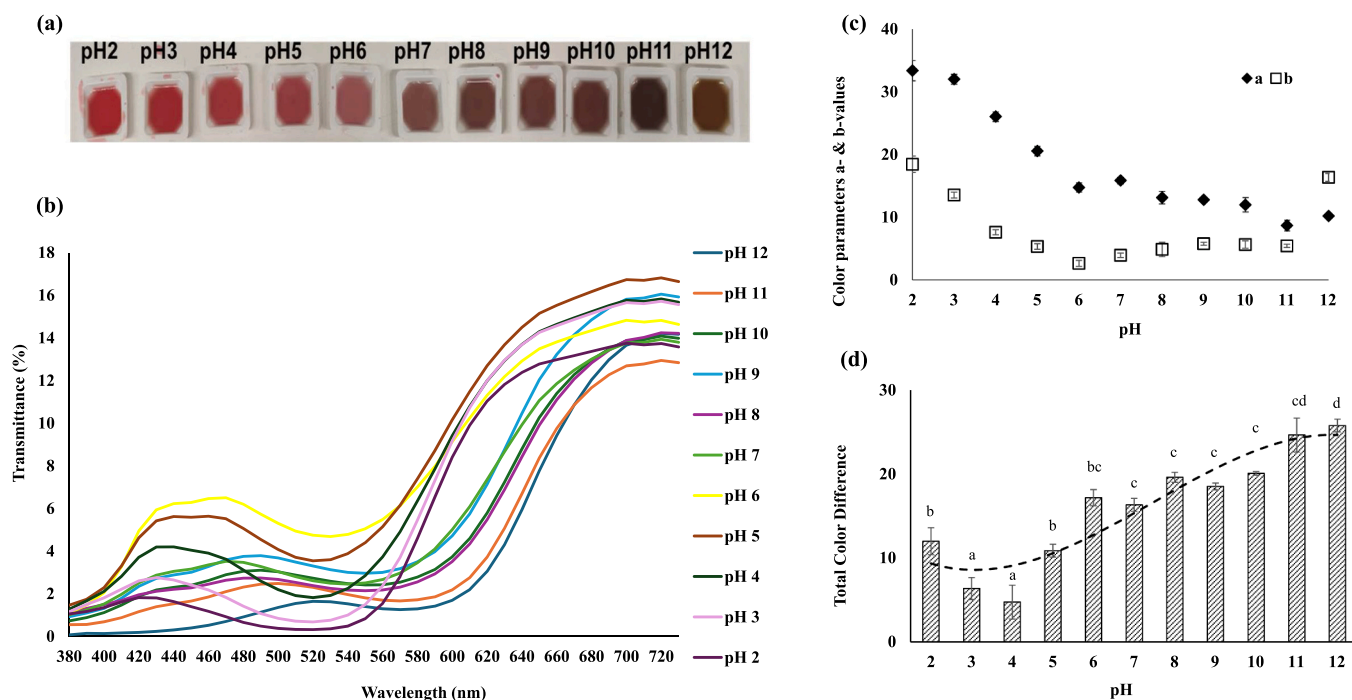 (a)
pH2 pH3 pH4 pH5 pH6 pH7 pH8 pH9 pH10 pH11 pH12
(b)
Transmittance (%)
18
16
14
12
10
8
6
4
2
0
380 400 420 440 460 480 500 520 540 560 580 600 620 640 660 680 700 720
Wavelength (nm)
pH 12
pH 11
pH 10
pH 9
pH 8
pH 7
pH 6
pH 5
pH 4
pH 3
pH 2
(c)
Color parameters a- & b-values
40
30
20
10
0
a b
2 3 4 5 6 7 8 9 10 11 12
pH
(d)
Total Color Difference
30
20
10
0
b a a b bc c c c c cd d
2 3 4 5 6 7 8 9 10 11 12
pH